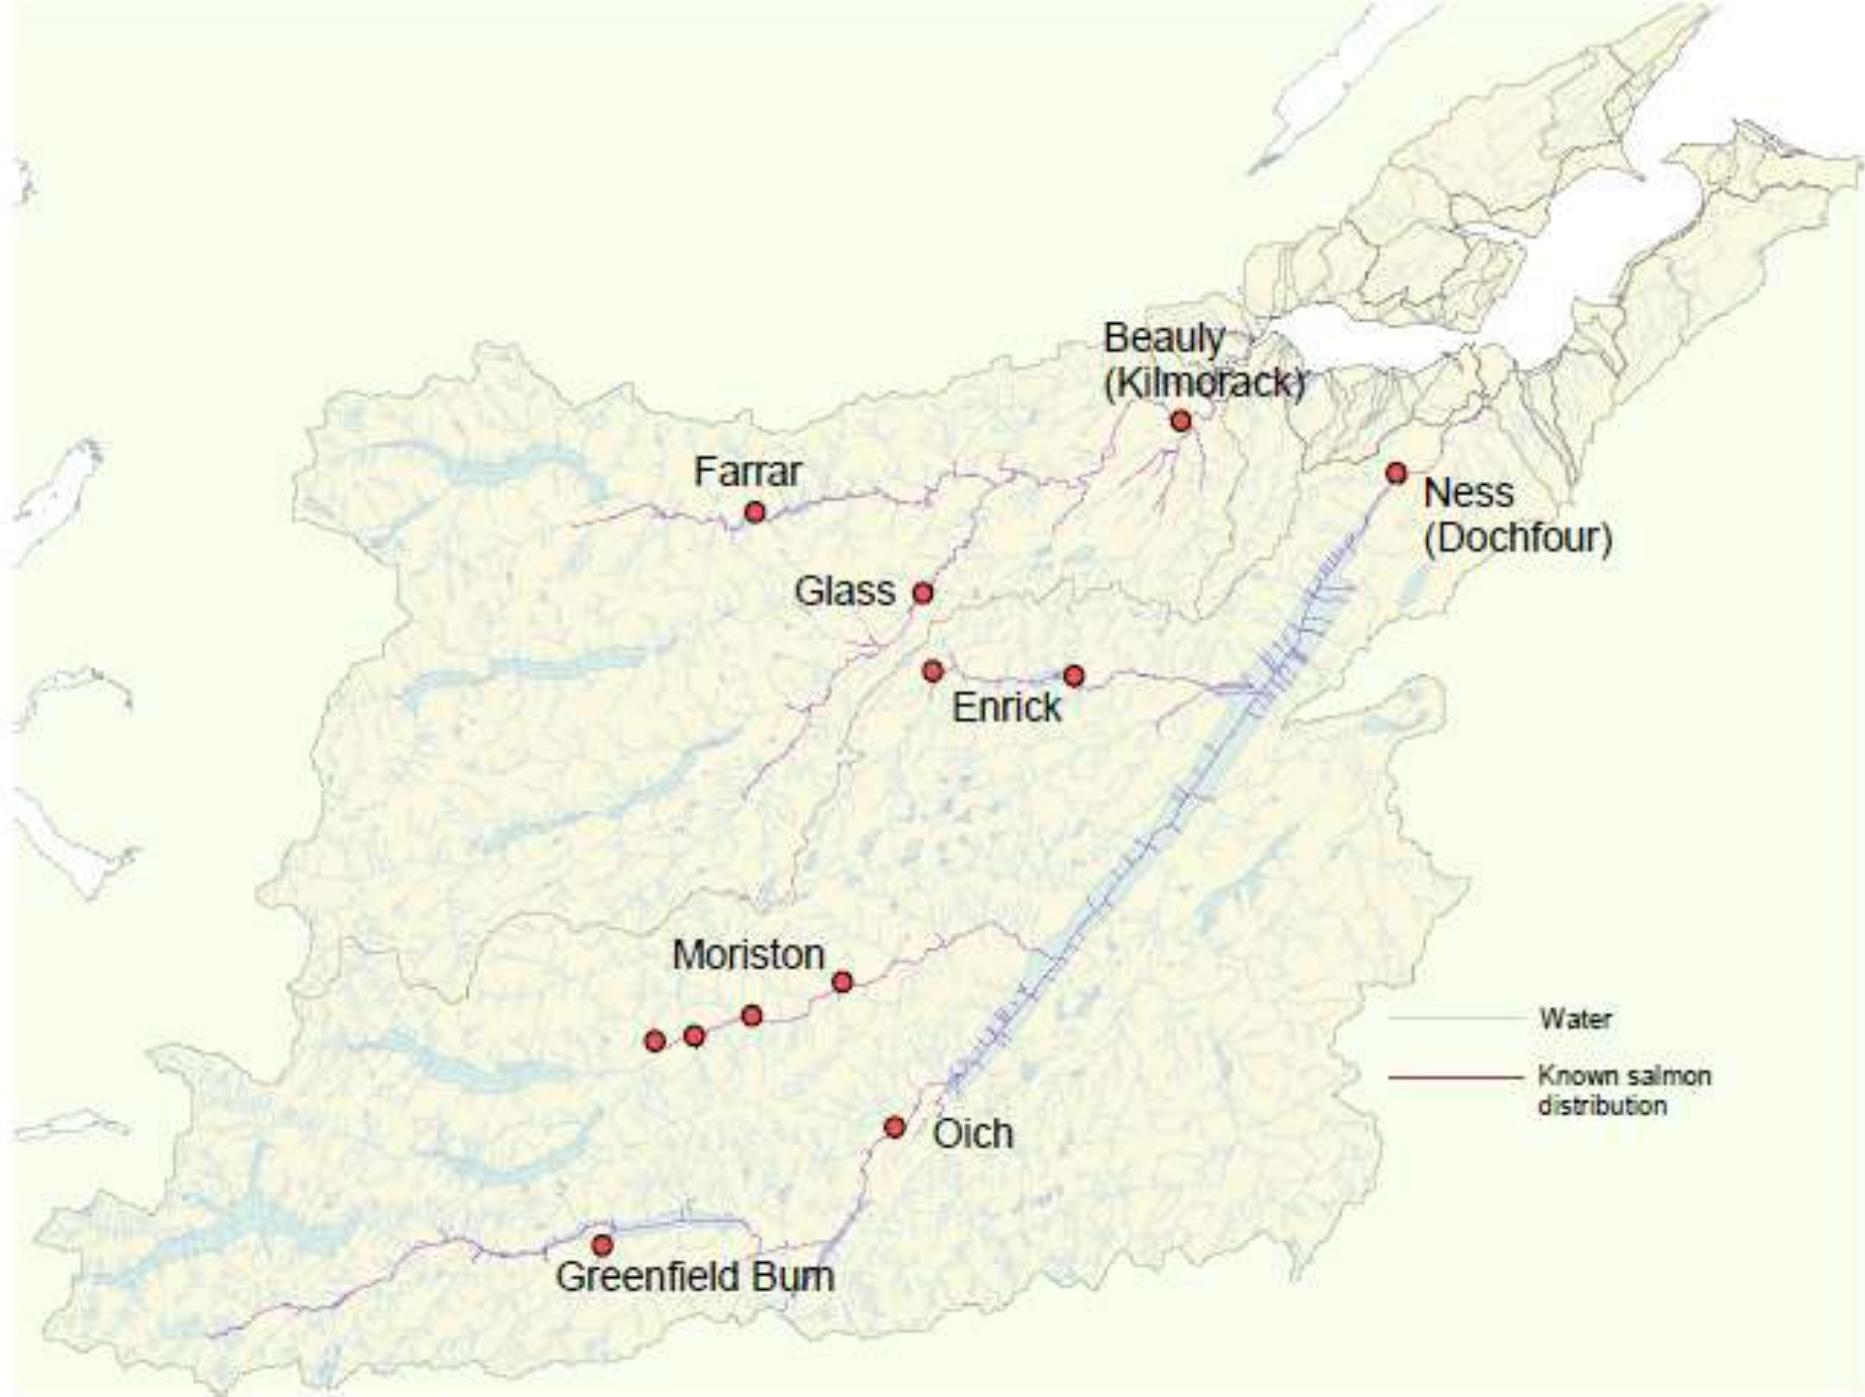 Beauly
(Kilmorack)
Farrar
Ness
(Dochfour)
Glass
Enrick
Moriston
Water
Known salmon
distribution
Oich
Greenfield Burn